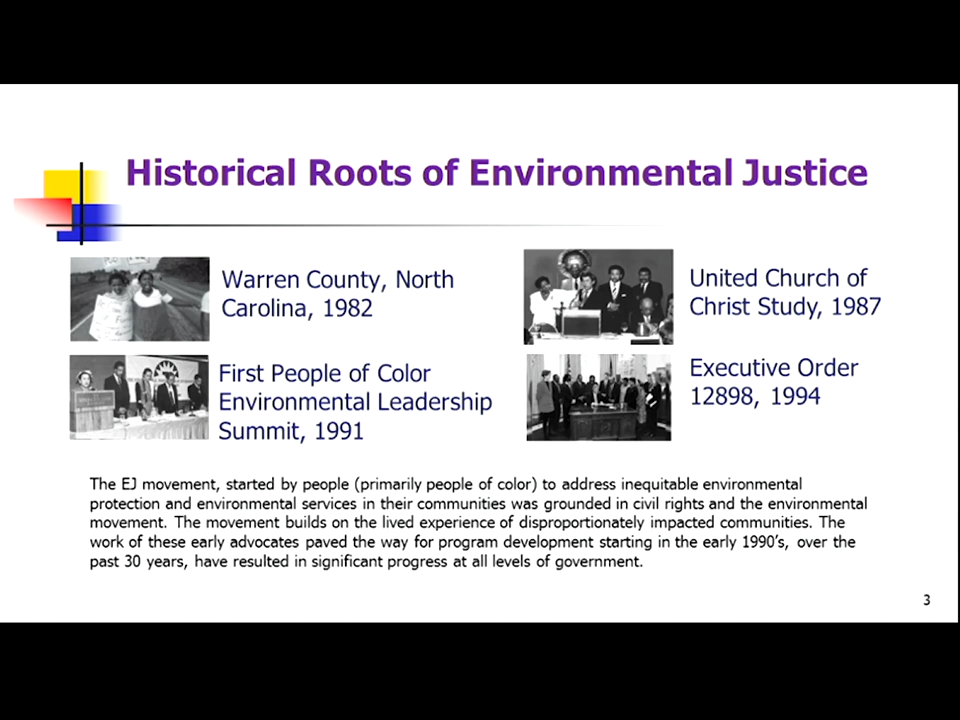 Historical Roots of Environmental Justice
Warren County, North
Carolina, 1982
United Church of
Christ Study, 1987
First People of Color
Environmental Leadership
Summit, 1991
Executive Order
12898, 1994
The EJ movement, started by people (primarily people of color) to address inequitable environmental
protection and environmental services in their communities was grounded in civil rights and the environmental
movement. The movement builds on the lived experience of disproportionately impacted communities. The
work of these early advocates paved the way for program development starting in the early 1990’s, over the
past 30 years, have resulted in significant progress at all levels of government.
3